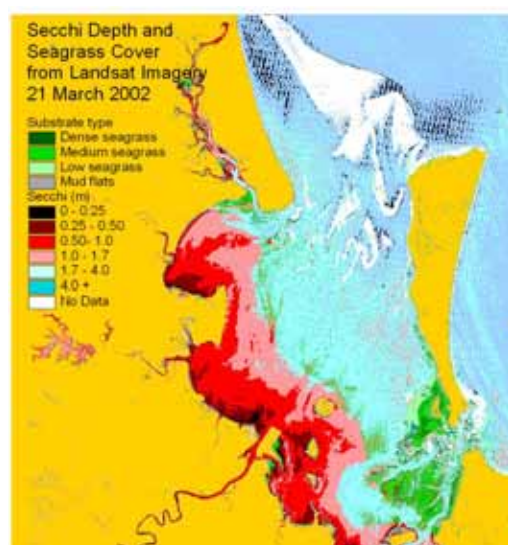 Secchi Depth and
Seagrass Cover
from Landsat Imagery
21 March 2002
Substrate type
Dense seagrass
Medium seagrass
Low seagrass
Mud flats
Secchi (m)
0 - 0.25
0.25 - 0.50
0.50- 1.0
1.0 - 1.7
1.7 - 4.0
4.0 +
No Data